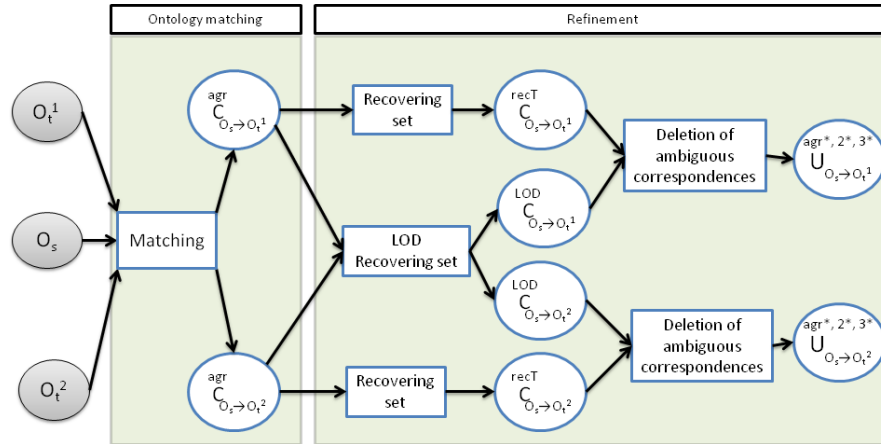 Ontology matching
Refinement
O_t^1
O_s
O_t^2
Matching
agr
C_{O_s→O_t^1}
agr
C_{O_s→O_t^2}
Recovering
set
LOD
Recovering set
Recovering
set
recT
C_{O_s→O_t^1}
LOD
C_{O_s→O_t^1}
LOD
C_{O_s→O_t^2}
recT
C_{O_s→O_t^2}
Deletion of
ambiguous
correspondences
Deletion of
ambiguous
correspondences
agr*, 2*, 3*
U_{O_s→O_t^1}
agr*, 2*, 3*
U_{O_s→O_t^2}